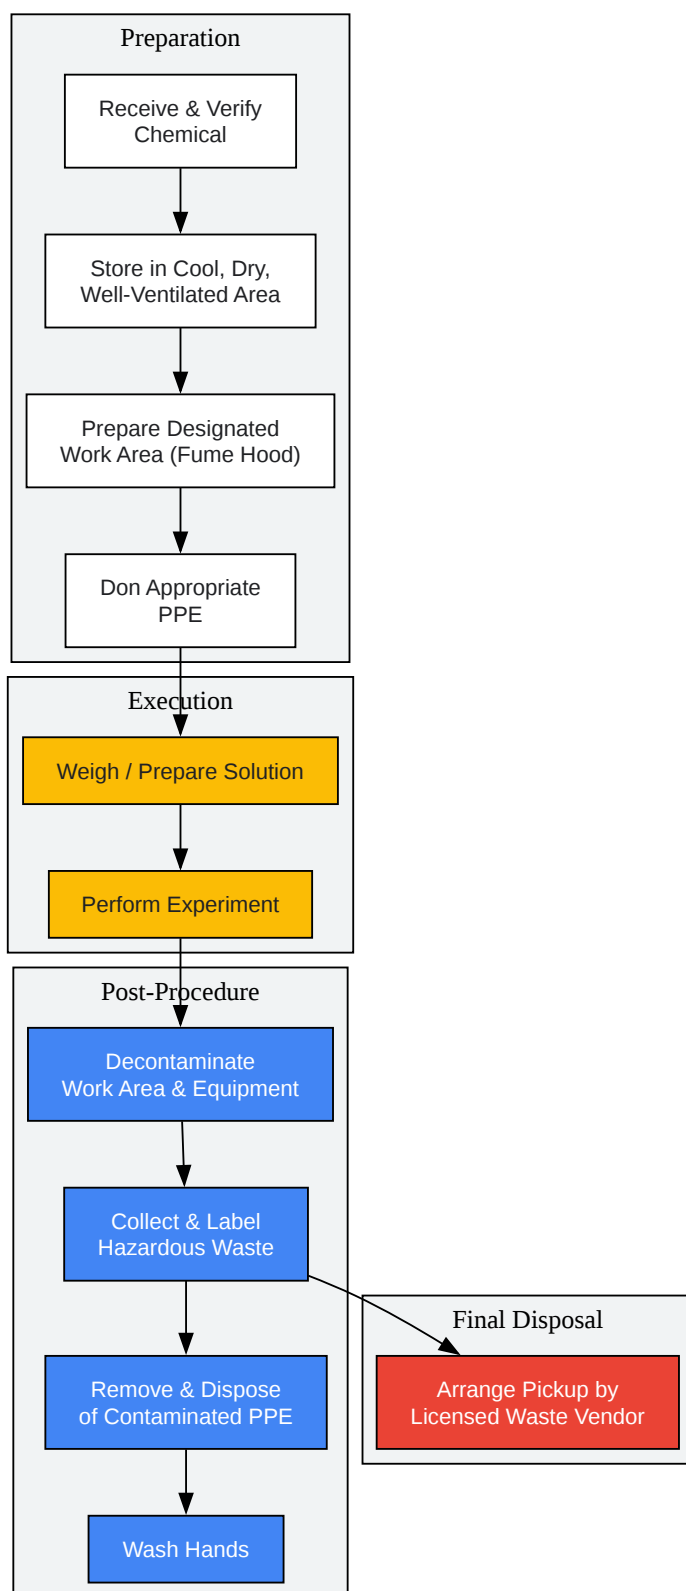 Preparation
Receive & Verify
Chemical
Store in Cool, Dry,
Well-Ventilated Area
Prepare Designated
Work Area (Fume Hood)
Don Appropriate
PPE
Execution
Weigh / Prepare Solution
Perform Experiment
Post-Procedure
Decontaminate
Work Area & Equipment
Collect & Label
Hazardous Waste
Final Disposal
Remove & Dispose
of Contaminated PPE
Arrange Pickup by
Licensed Waste Vendor
Wash Hands